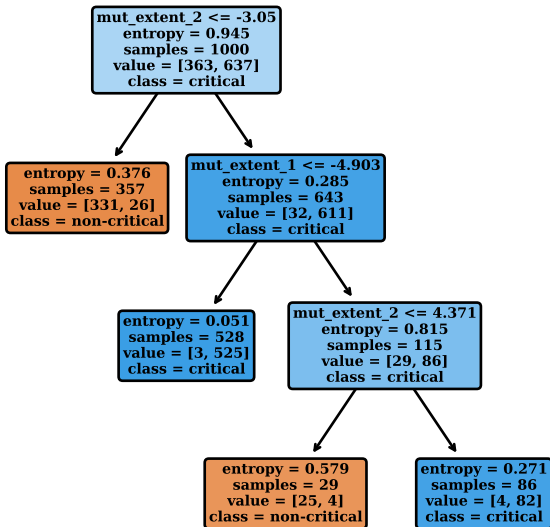 mut_extent_2 <= -3.05
entropy = 0.945
samples = 1000
value = [363, 637]
class = critical
entropy = 0.376
samples = 357
value = [331, 26]
class = non-critical
mut_extent_1 <= -4.903
entropy = 0.285
samples = 643
value = [32, 611]
class = critical
entropy = 0.051
samples = 528
value = [3, 525]
class = critical
mut_extent_2 <= 4.371
entropy = 0.815
samples = 115
value = [29, 86]
class = critical
entropy = 0.579
samples = 29
value = [25, 4]
class = non-critical
entropy = 0.271
samples = 86
value = [4, 82]
class = critical